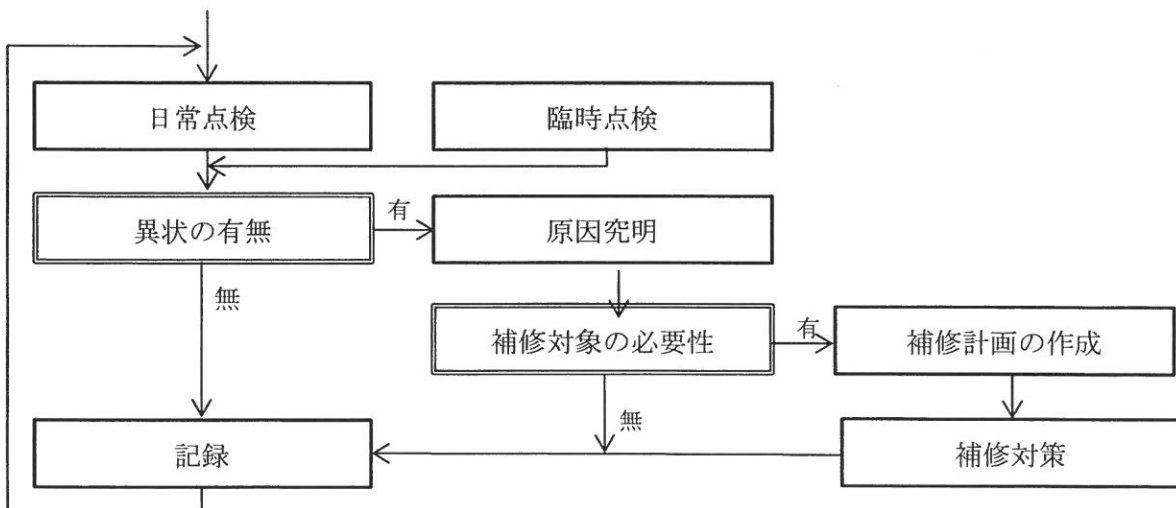 日常点検
臨時点検
異状の有無
有
原因究明
無
補修対象の必要性
有
補修計画の作成
無
記録
補修対策